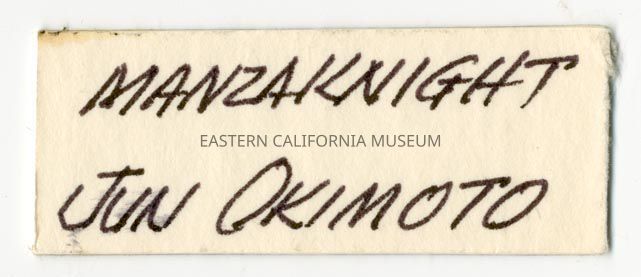 MANZAKNIGHT
EASTERN CALIFORNIA MUSEUM
JUN OKIMOTO